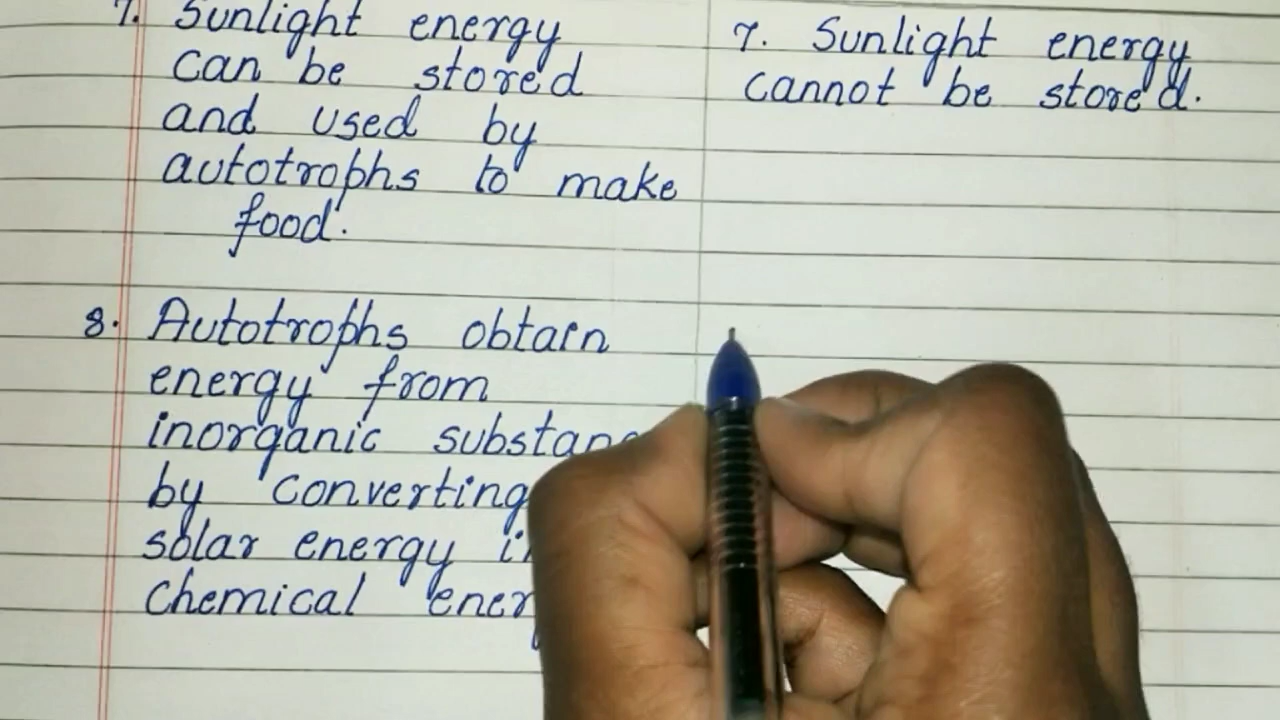 7. Sunlight energy
can be stored
and used by
autotrophs to make
food.
8. Autotrophs obtain
energy from
inorganic
by converting
solar energy
chemical
7. Sunlight energy
cannot be stored.